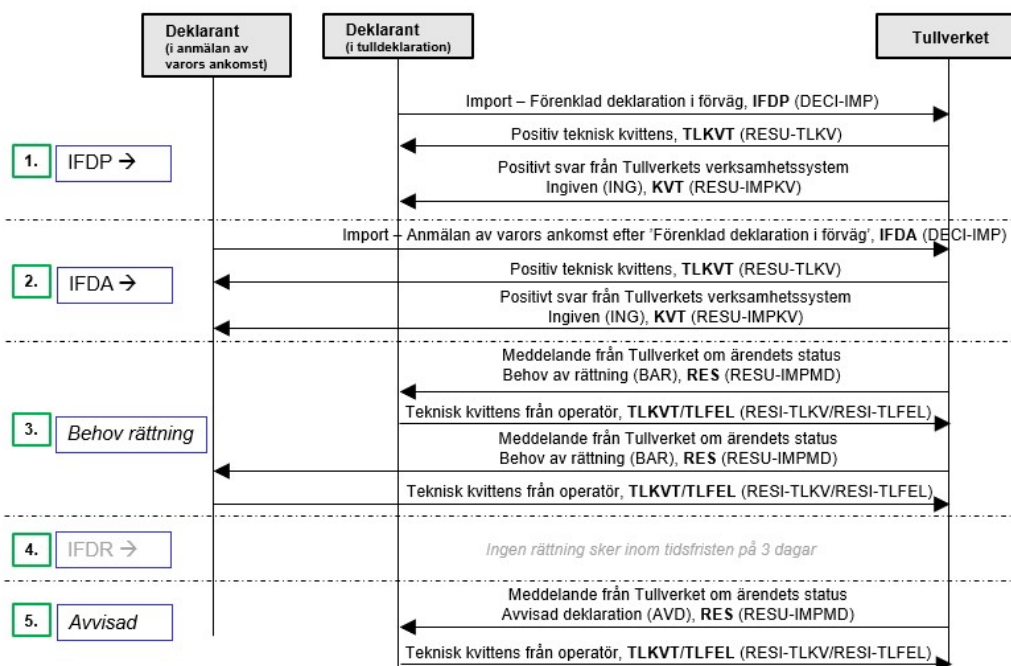 Deklarant
(i anmälan av
varors ankomst)
Deklarant
(i tulldeklaration)
Tullverket
Import – Förenklad deklaration i förväg, IFDP (DECI-IMP)
Positiv teknisk kvittens, TLKVT (RESU-TLKV)
1. IFDP →
Positivt svar från Tullverkets verksamhetssystem
Ingiven (ING), KVT (RESU-IMPKV)
Import – Anmälan av varors ankomst efter 'Förenklad deklaration i förväg', IFDA (DECI-IMP)
Positiv teknisk kvittens, TLKVT (RESU-TLKV)
2. IFDA →
Positivt svar från Tullverkets verksamhetssystem
Ingiven (ING), KVT (RESU-IMPKV)
Meddelande från Tullverket om ärendets status
Behov av rättning (BAR), RES (RESU-IMPMD)
Teknisk kvittens från operatör, TLKVT/TLFEL (RESI-TLKV/RESI-TLFEL)
3. Behov rättning
Meddelande från Tullverket om ärendets status
Behov av rättning (BAR), RES (RESU-IMPMD)
Teknisk kvittens från operatör, TLKVT/TLFEL (RESI-TLKV/RESI-TLFEL)
4. IFDR →
Ingen rättning sker inom tidsfristen på 3 dagar
Meddelande från Tullverket om ärendets status
Avvisad deklaration (AVD), RES (RESU-IMPMD)
5. Avvisad
Teknisk kvittens från operatör, TLKVT/TLFEL (RESI-TLKV/RESI-TLFEL)